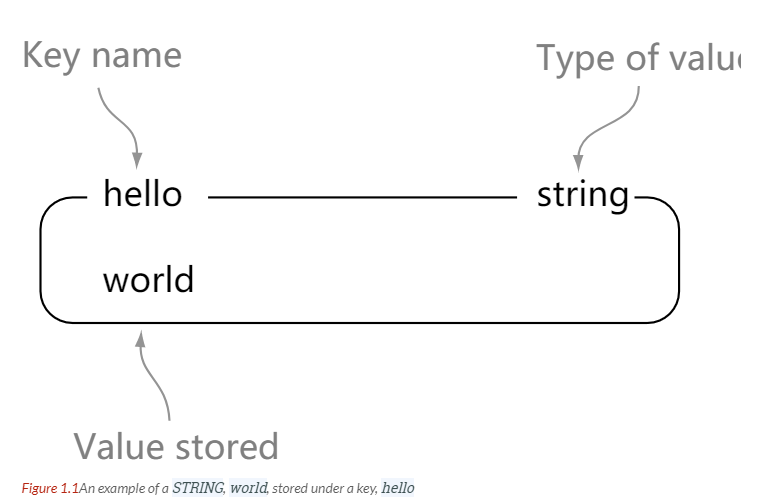 Key name
Type of valu
hello
string
world
Value stored
Figure 1.1An example of a STRING, world, stored under a key, hello